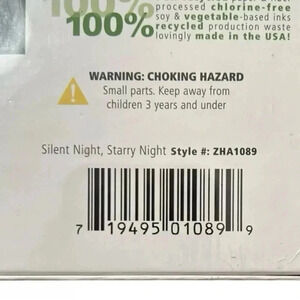 100%
100%
processed chlorine-free
soy & vegetable-based inks
recycled production waste
lovingly made in the USA!
WARNING: CHOKING HAZARD
Small parts. Keep away from
children 3 years and under
Silent Night, Starry Night Style #: ZHA1089
7 19495 01089 9